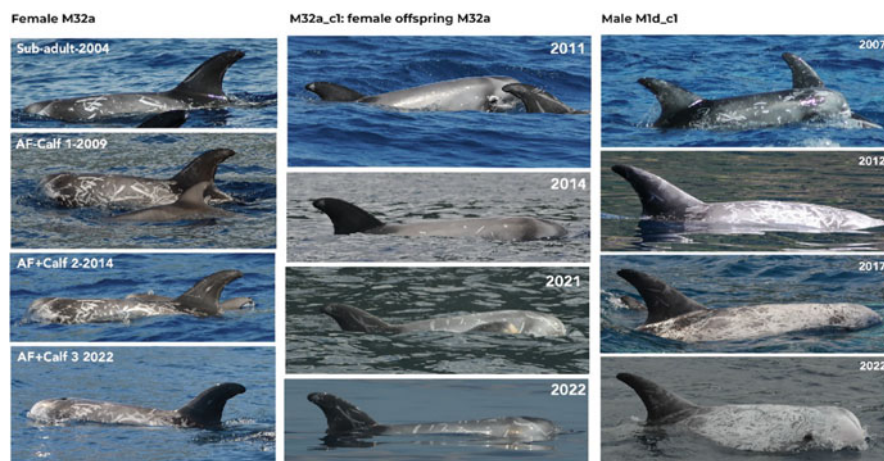 Female M32a
Sub-adult-2004
AF-Calf 1-2009
AF+Calf 2-2014
AF+Calf 3 2022
M32a_c1: female offspring M32a
2011
2014
2021
2022
Male M1d_c1
2007
2012
2017
2022